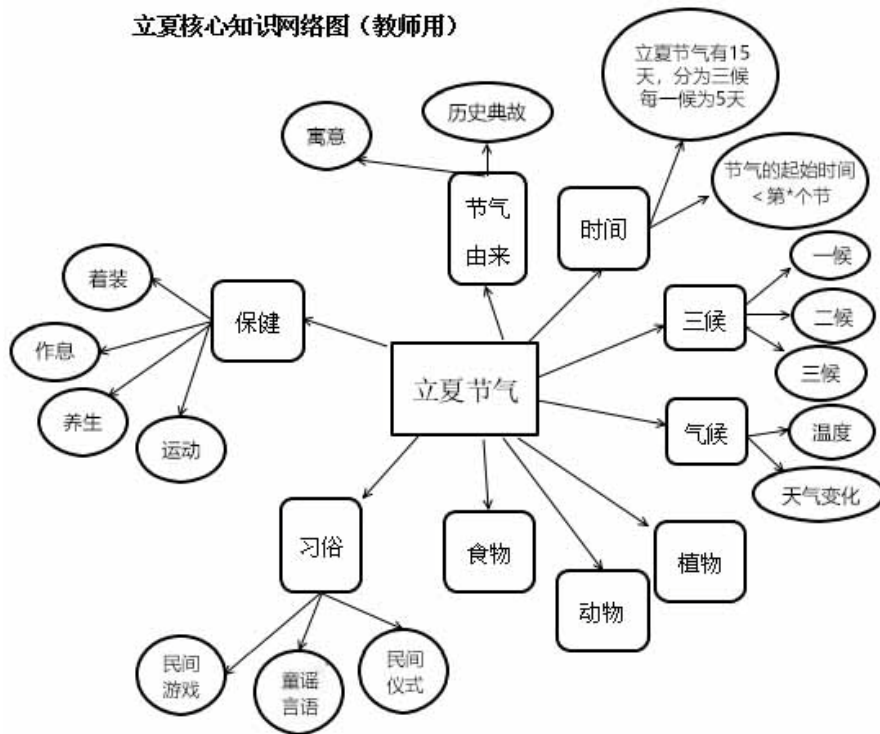 立夏核心知识网络图（教师用）
立夏节气有15
天，分为三候
每一候为5天
历史典故
寓意
节气的起始时间
<第*个节
节气
由来
时间
一候
着装
保健
三候
二候
作息
三候
立夏节气
养生
气候
温度
运动
天气变化
习俗
食物
植物
动物
民间
游戏
童谣
言语
民间
仪式